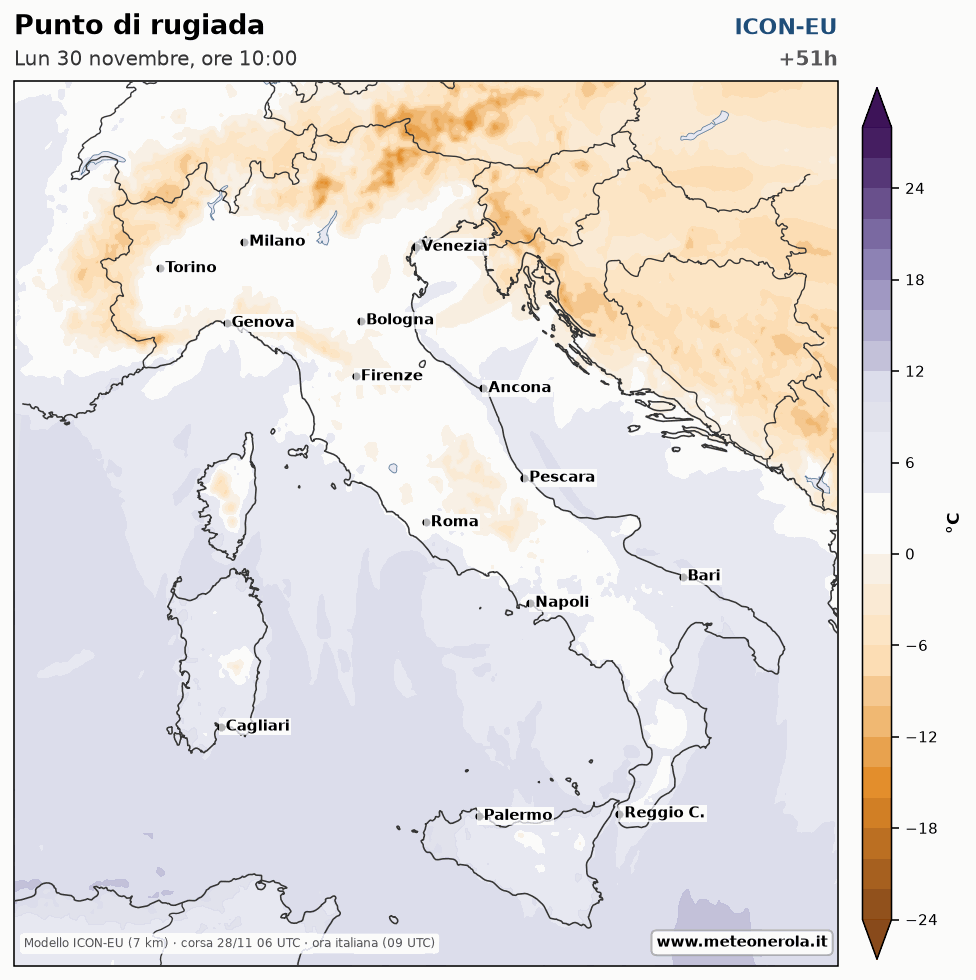 Punto di rugiada
ICON-EU
Lun 30 novembre, ore 10:00
+51h
Milano
Venezia
Torino
Genova
Bologna
Firenze
Ancona
Pescara
Roma
Bari
Napoli
Cagliari
Palermo
Reggio C.
24
18
12
6
0
−6
−12
−18
−24
°C
Modello ICON-EU (7 km) · corsa 28/11 06 UTC · ora italiana (09 UTC)
www.meteonerola.it